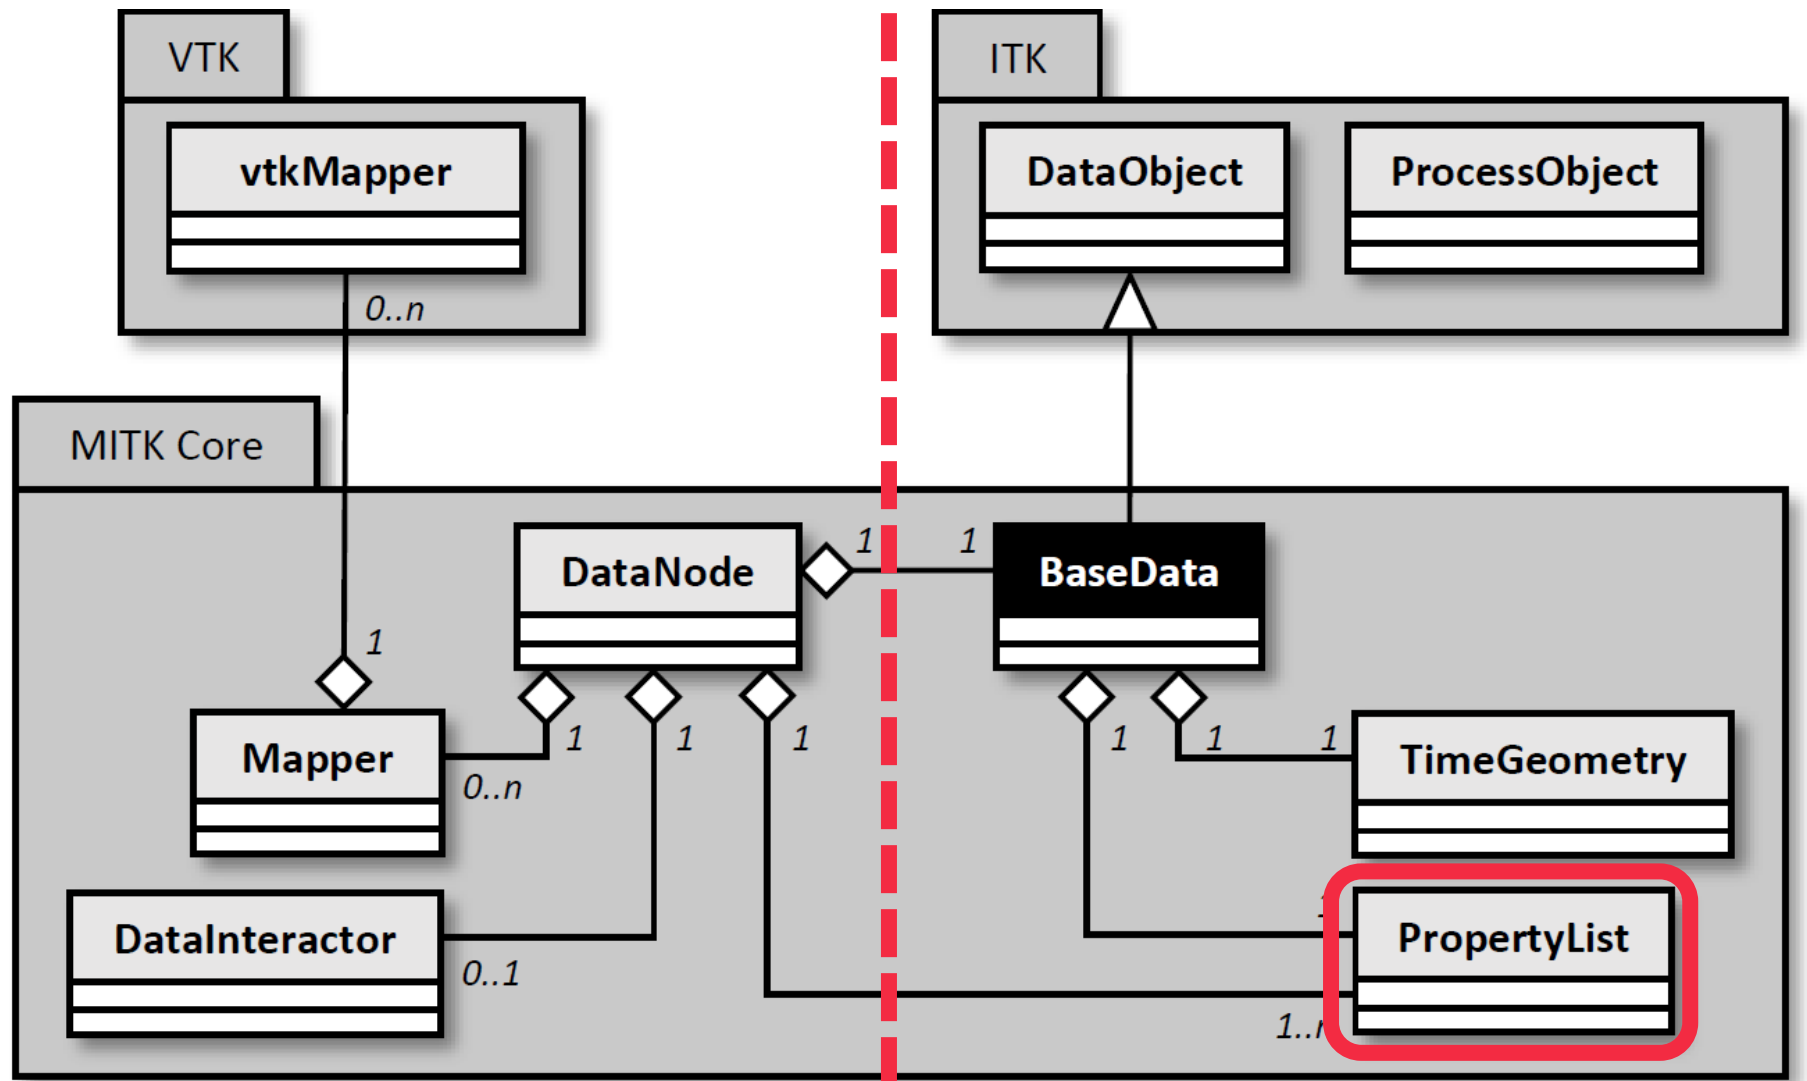 VTK
ITK
vtkMapper
DataObject
ProcessObject
0..n
MITK Core
DataNode
1
1
BaseData
1
Mapper
0..n
1
1
1
1
1
1
TimeGeometry
DataInteractor
0..1
PropertyList